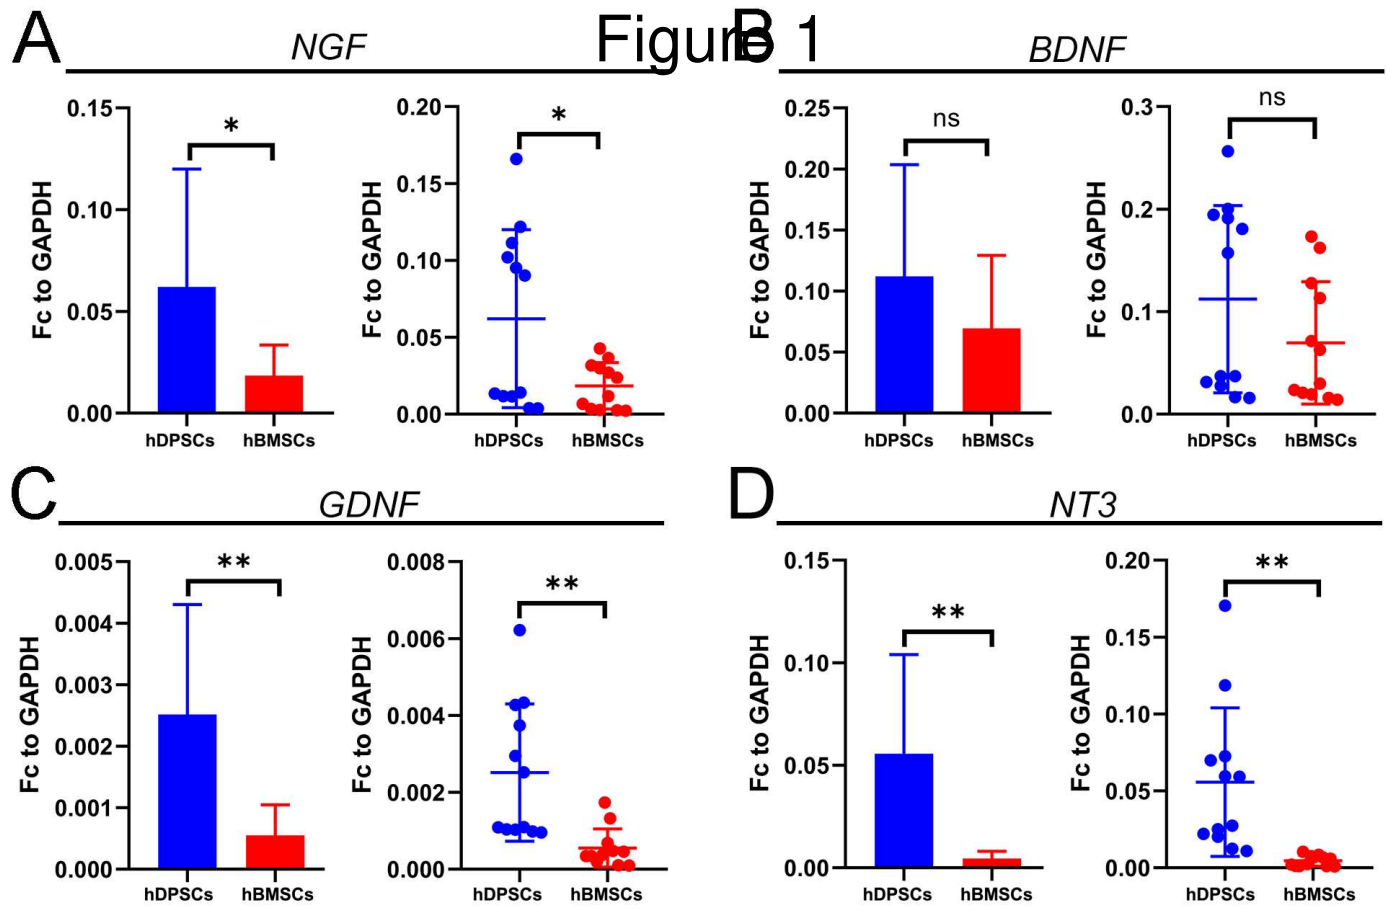 Figure 1
A
NGF
0.15
0.10
0.05
0.00
Fc to GAPDH
*
hDPSCs
hBMSCs
0.20
0.15
0.10
0.05
0.00
Fc to GAPDH
*
hDPSCs
hBMSCs
B
BDNF
0.25
0.20
0.15
0.10
0.05
0.00
Fc to GAPDH
ns
hDPSCs
hBMSCs
0.3
0.2
0.1
0.0
Fc to GAPDH
ns
hDPSCs
hBMSCs
C
GDNF
0.005
0.004
0.003
0.002
0.001
0.000
Fc to GAPDH
**
hDPSCs
hBMSCs
0.008
0.006
0.004
0.002
0.000
Fc to GAPDH
**
hDPSCs
hBMSCs
D
NT3
0.15
0.10
0.05
0.00
Fc to GAPDH
**
hDPSCs
hBMSCs
0.20
0.15
0.10
0.05
0.00
Fc to GAPDH
**
hDPSCs
hBMSCs